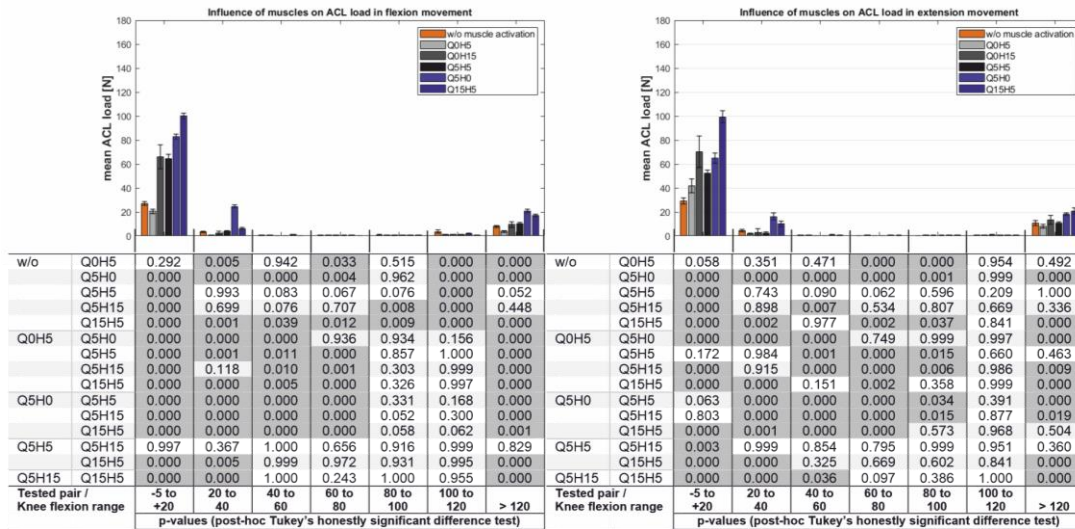 Influence of muscles on ACL load in flexion movement
mean ACL load [N]
180
160
140
120
100
80
60
40
20
0
w/o muscle activation
Q0H5
Q0H15
Q5H5
Q5H0
Q15H5
Influence of muscles on ACL load in extension movement
mean ACL load [N]
180
160
140
120
100
80
60
40
20
0
w/o muscle activation
Q0H5
Q0H15
Q5H5
Q5H0
Q15H5
w/o Q0H5 0.292 0.005 0.942 0.033 0.515 0.000 0.000
Q5H0 0.000 0.000 0.000 0.004 0.962 0.000 0.000
Q5H5 0.000 0.993 0.083 0.067 0.076 0.000 0.052
Q5H15 0.000 0.699 0.076 0.707 0.008 0.000 0.448
Q15H5 0.000 0.001 0.039 0.012 0.009 0.000 0.000
Q0H5 Q5H0 0.000 0.000 0.000 0.936 0.934 0.156 0.000
Q5H5 0.000 0.001 0.011 0.000 0.857 1.000 0.000
Q5H15 0.000 0.118 0.010 0.001 0.303 0.999 0.000
Q15H5 0.000 0.000 0.005 0.000 0.326 0.997 0.000
Q5H0 Q5H5 0.000 0.000 0.000 0.000 0.331 0.168 0.000
Q5H15 0.000 0.000 0.000 0.000 0.052 0.300 0.000
Q15H5 0.000 0.000 0.000 0.000 0.058 0.062 0.001
Q5H5 Q5H15 0.997 0.367 1.000 0.656 0.916 0.999 0.829
Q15H5 0.000 0.005 0.999 0.972 0.931 0.995 0.000
Q5H15 Q15H5 0.000 0.000 1.000 0.243 1.000 0.955 0.000
Tested pair / -5 to 20 to 40 to 60 to 80 to 100 to
Knee flexion range +20 40 60 80 100 120 > 120
p-values (post-hoc Tukey's honestly significant difference test)
w/o Q0H5 0.058 0.351 0.471 0.000 0.000 0.954 0.492
Q5H0 0.000 0.000 0.000 0.000 0.001 0.999 0.000
Q5H5 0.000 0.743 0.090 0.062 0.596 0.209 1.000
Q5H15 0.000 0.898 0.007 0.534 0.807 0.669 0.336
Q15H5 0.000 0.002 0.977 0.002 0.037 0.841 0.000
Q0H5 Q5H0 0.000 0.000 0.000 0.749 0.999 0.997 0.000
Q5H5 0.172 0.984 0.001 0.000 0.015 0.660 0.463
Q5H15 0.000 0.915 0.000 0.000 0.006 0.986 0.009
Q15H5 0.000 0.000 0.151 0.002 0.358 0.999 0.000
Q5H0 Q5H5 0.063 0.000 0.000 0.000 0.034 0.391 0.000
Q5H15 0.803 0.000 0.000 0.000 0.015 0.877 0.019
Q15H5 0.000 0.001 0.000 0.000 0.573 0.968 0.504
Q5H5 Q5H15 0.003 0.999 0.854 0.795 0.999 0.951 0.360
Q15H5 0.000 0.000 0.325 0.669 0.602 0.841 0.000
Q5H15 Q15H5 0.000 0.000 0.036 0.097 0.386 1.000 0.000
Tested pair / -5 to 20 to 40 to 60 to 80 to 100 to
Knee flexion range +20 40 60 80 100 120 > 120
p-values (post-hoc Tukey's honestly significant difference test)